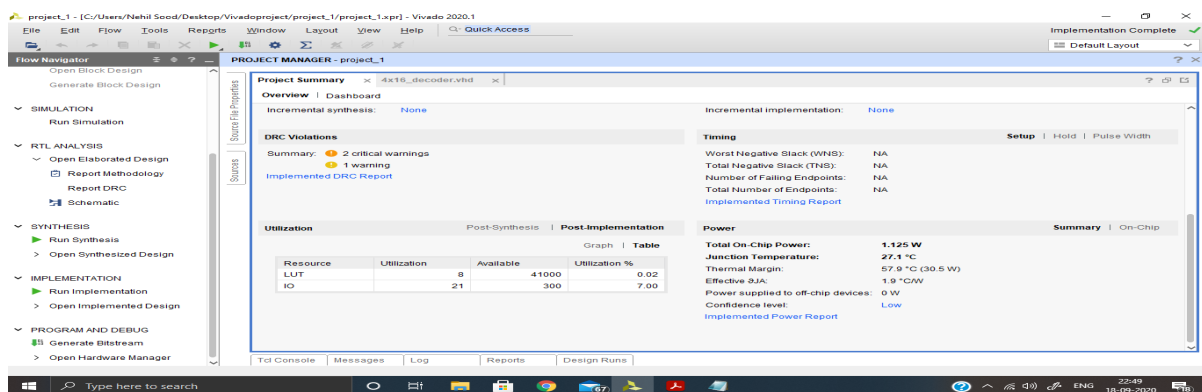 project_1 - [C:/Users/Nehil Sood/Desktop/Vivadoproject/project_1/project_1.xpr] - Vivado 2020.1
File Edit Flow Tools Reports Window Layout View Help Quick Access Implementation Complete
Default Layout
Flow Navigator
PROJECT MANAGER - project_1
Open Block Design
Generate Block Design
SIMULATION
Run Simulation
RTL ANALYSIS
Open Elaborated Design
Report Methodology
Report DRC
Schematic
SYNTHESIS
Run Synthesis
Open Synthesized Design
IMPLEMENTATION
Run Implementation
Open Implemented Design
PROGRAM AND DEBUG
Generate Bitstream
Open Hardware Manager
Source File Properties
Sources
Project Summary 4x16_decoder.vhd
Overview | Dashboard
Incremental synthesis: None
Incremental implementation: None
DRC Violations
Summary: 2 critical warnings
1 warning
Implemented DRC Report
Timing Setup | Hold | Pulse Width
Worst Negative Slack (WNS): NA
Total Negative Slack (TNS): NA
Number of Failing Endpoints: NA
Total Number of Endpoints: NA
Implemented Timing Report
Utilization Post-Synthesis | Post-Implementation
Graph | Table
Resource Utilization Available Utilization %
LUT 8 41000 0.02
IO 21 300 7.00
Power Summary | On-Chip
Total On-Chip Power: 1.125 W
Junction Temperature: 27.1 °C
Thermal Margin: 57.9 °C (30.5 W)
Effective ϑJA: 1.9 °C/W
Power supplied to off-chip devices: 0 W
Confidence level: Low
Implemented Power Report
Tcl Console Messages Log Reports Design Runs
Type here to search
67
ENG
22:49
18-09-2020